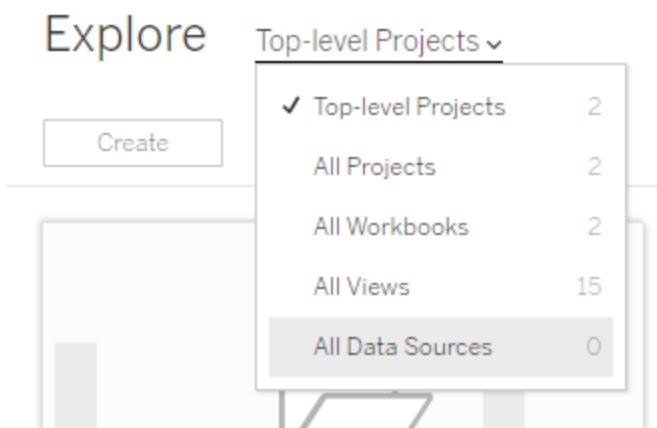 Explore Top-level Projects
Create
Top-level Projects 2
All Projects 2
All Workbooks 2
All Views 15
All Data Sources 0